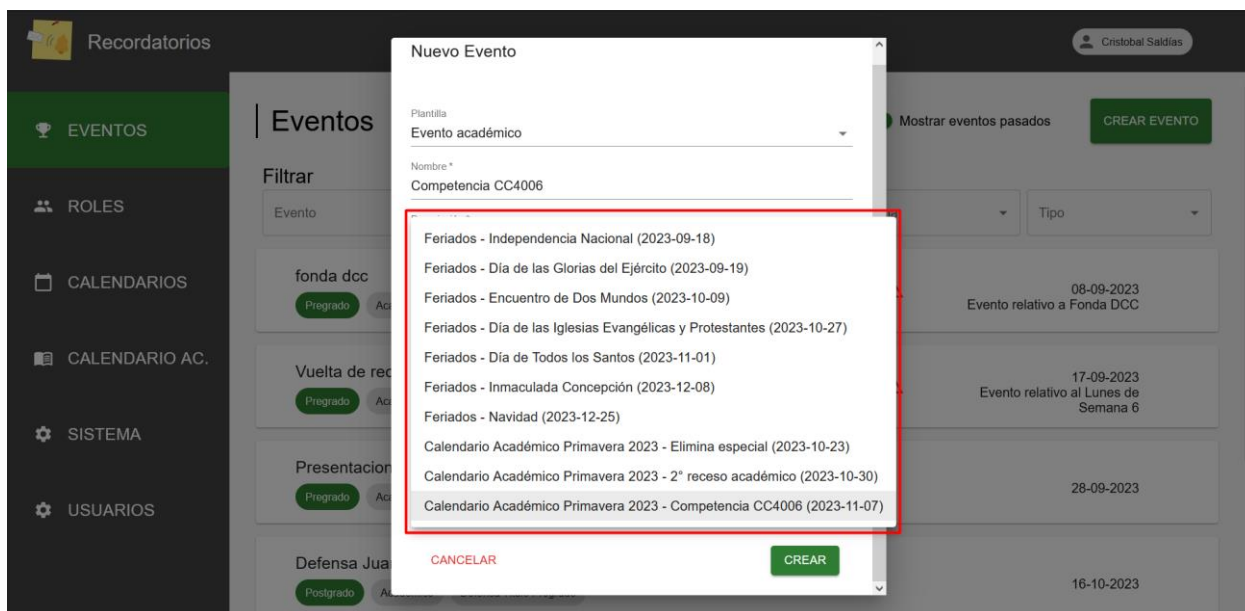 Recordatorios
Cristobal Saldías
EVENTOS
ROLES
CALENDARIOS
CALENDARIO AC.
SISTEMA
USUARIOS
Eventos
Mostrar eventos pasados
CREAR EVENTO
Filtrar
Evento
Tipo
fonda dcc
Pregrado
08-09-2023
Evento relativo a Fonda DCC
Vuelta de rec
Pregrado
17-09-2023
Evento relativo al Lunes de
Semana 6
Presentacion
Pregrado
28-09-2023
Defensa Jua
Postgrado
16-10-2023
Nuevo Evento
Plantilla
Evento académico
Nombre *
Competencia CC4006
Feriados - Independencia Nacional (2023-09-18)
Feriados - Día de las Glorias del Ejército (2023-09-19)
Feriados - Encuentro de Dos Mundos (2023-10-09)
Feriados - Día de las Iglesias Evangélicas y Protestantes (2023-10-27)
Feriados - Día de Todos los Santos (2023-11-01)
Feriados - Inmaculada Concepción (2023-12-08)
Feriados - Navidad (2023-12-25)
Calendario Académico Primavera 2023 - Elimina especial (2023-10-23)
Calendario Académico Primavera 2023 - 2° receso académico (2023-10-30)
Calendario Académico Primavera 2023 - Competencia CC4006 (2023-11-07)
CANCELAR
CREAR